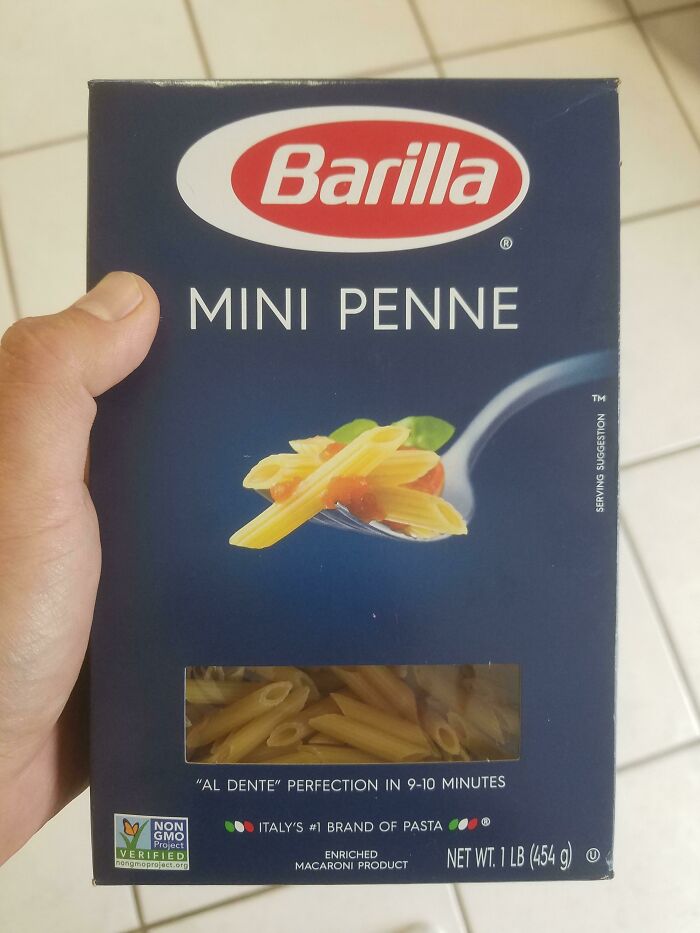 Barilla
®
MINI PENNE
TM
SERVING SUGGESTION
"AL DENTE" PERFECTION IN 9-10 MINUTES
ITALY'S #1 BRAND OF PASTA ®
NON
GMO
Project
VERIFIED
nongmoproject.org
ENRICHED
MACARONI PRODUCT
NET WT. 1 LB (454 g) U